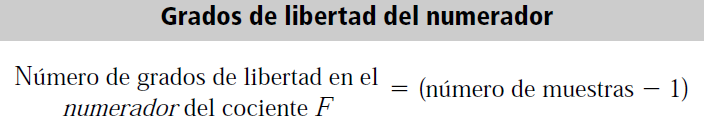 Grados de libertad del numerador
Número de grados de libertad en el
numerador del cociente F
= (número de muestras − 1)